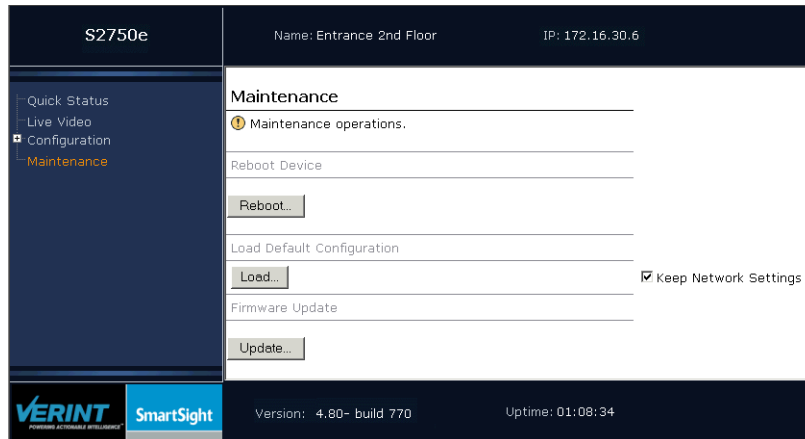 S2750e
Name: Entrance 2nd Floor
IP: 172.16.30.6
Quick Status
Live Video
Configuration
Maintenance
Maintenance
Maintenance operations.
Reboot Device
Reboot...
Load Default Configuration
Load...
Keep Network Settings
Firmware Update
Update...
VERINT
POWERING ACTIONABLE INTELLIGENCE
SmartSight
Version: 4.80- build 770
Uptime: 01:08:34